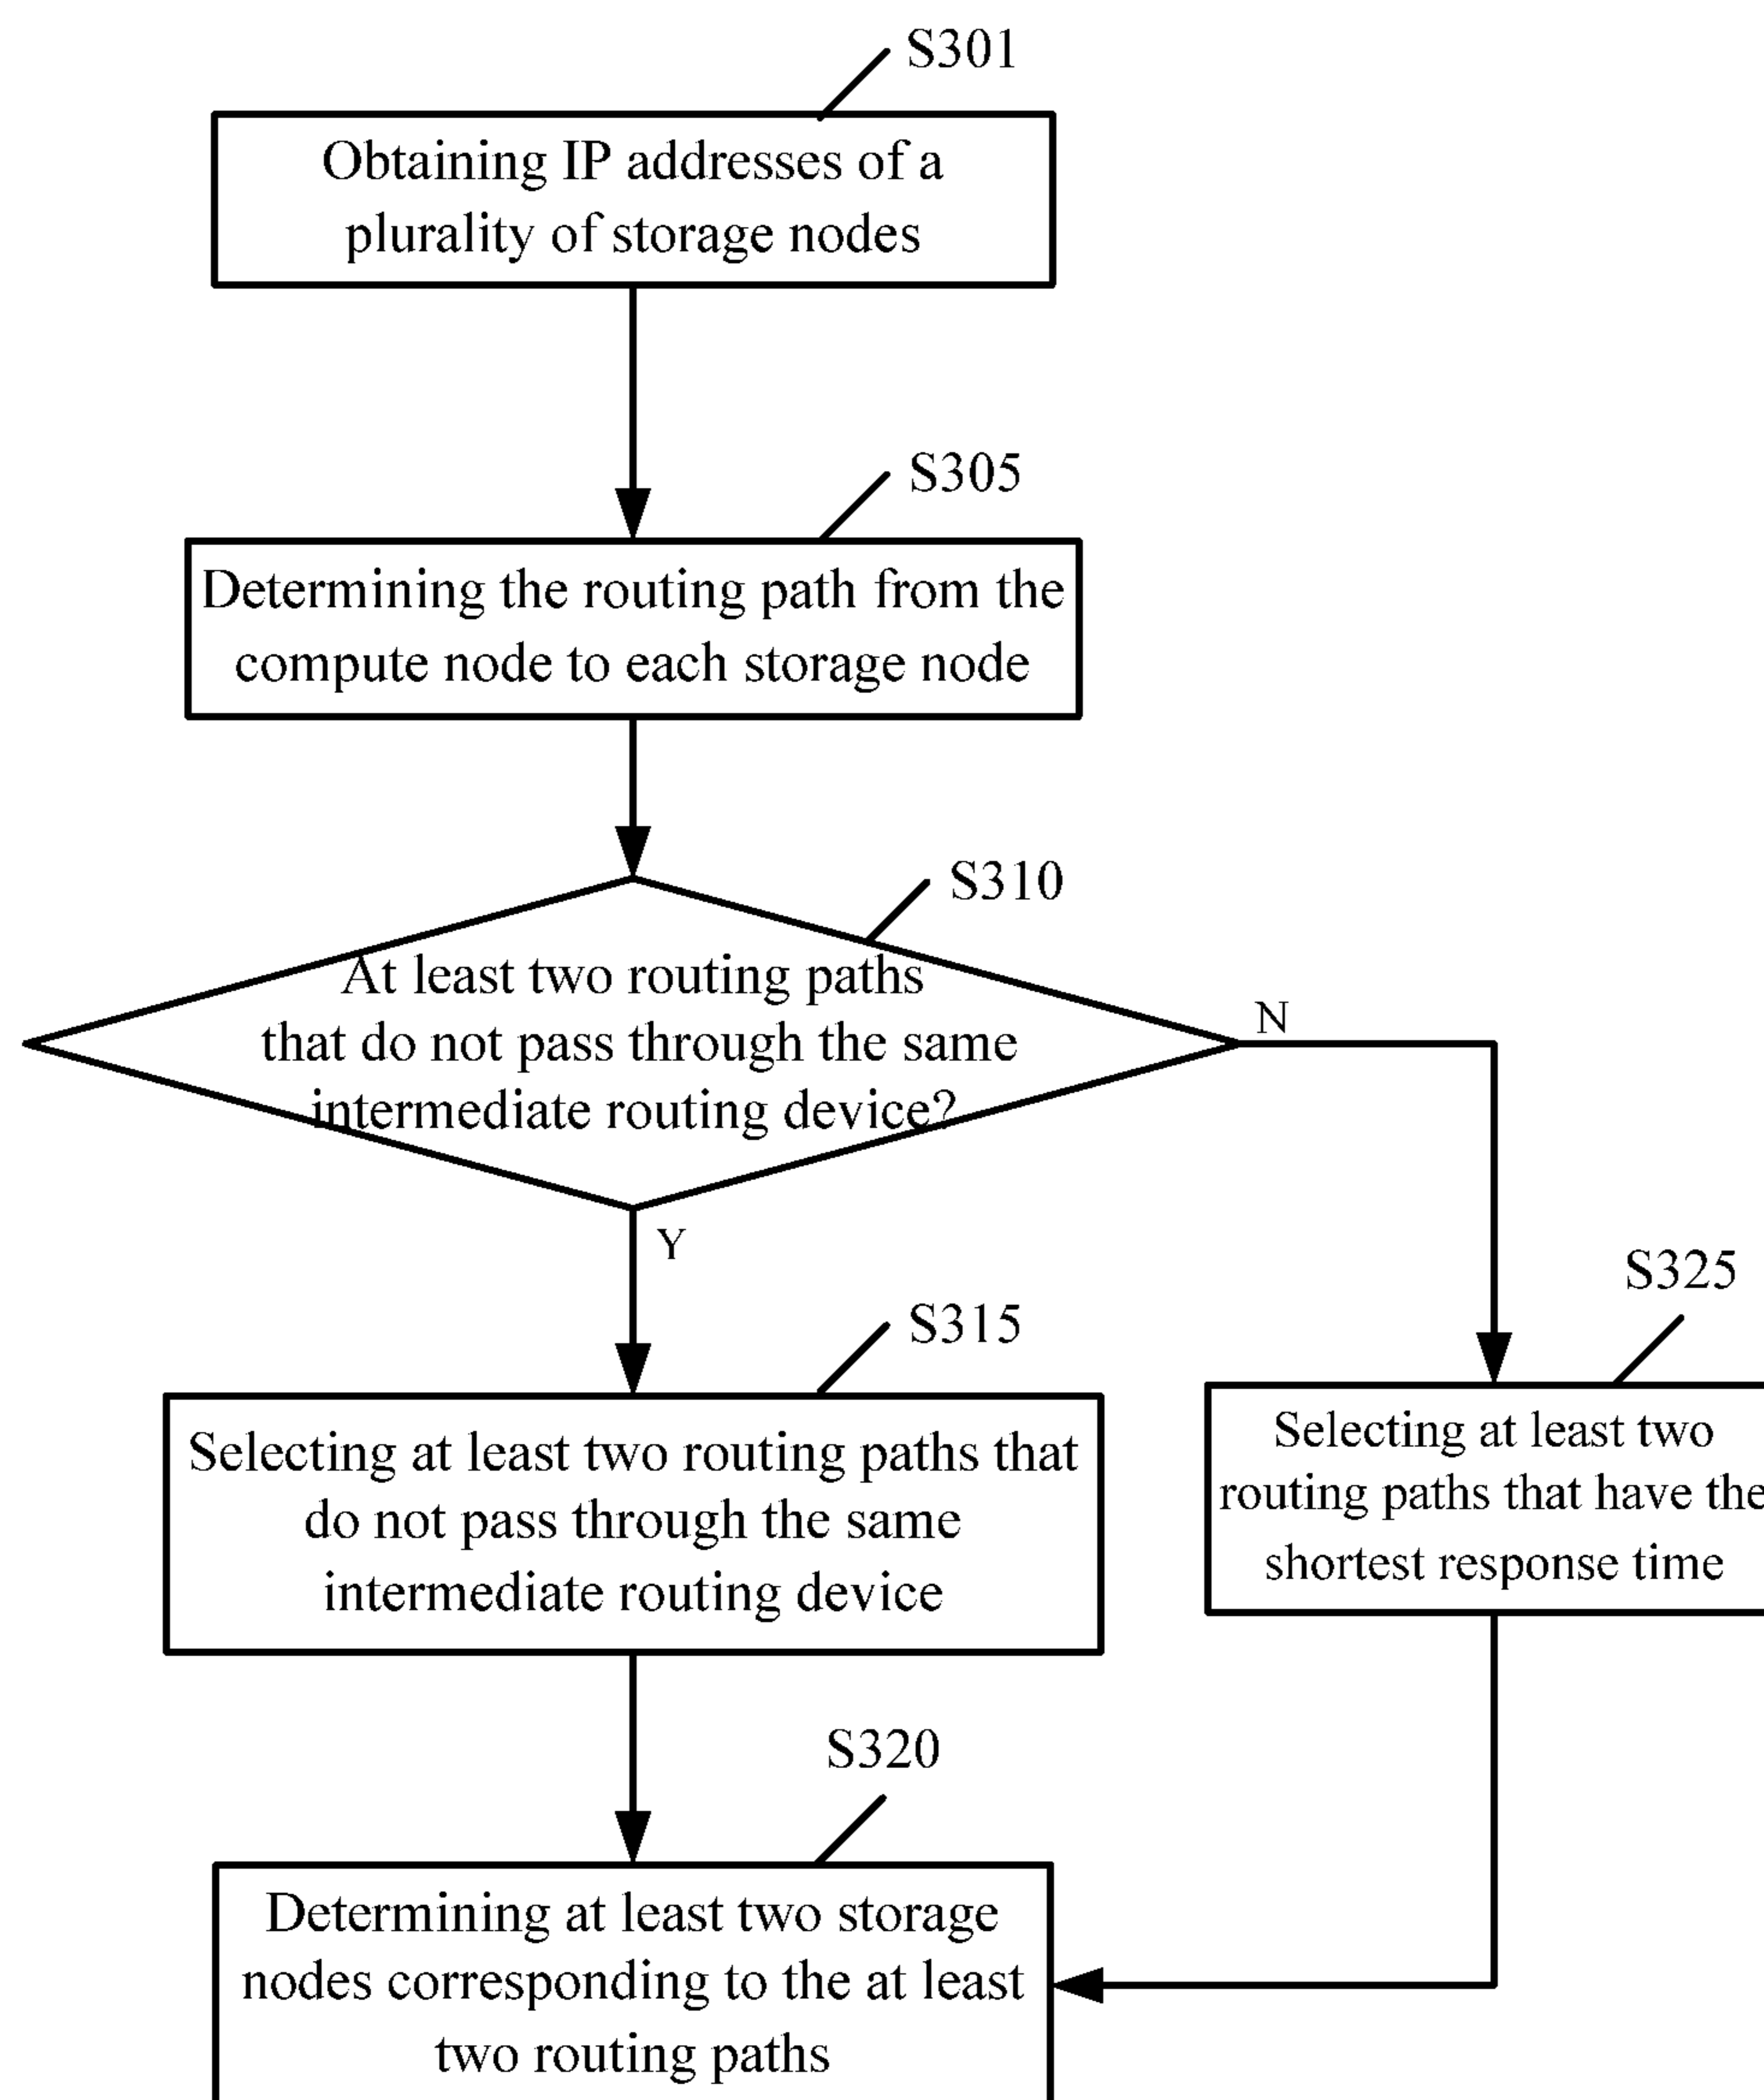 S301
Obtaining IP addresses of a
plurality of storage nodes
S305
Determining the routing path from the
compute node to each storage node
S310
At least two routing paths
that do not pass through the same
intermediate routing device?
N
Y
S315
Selecting at least two routing paths that
do not pass through the same
intermediate routing device
S325
Selecting at least two
routing paths that have the
shortest response time
S320
Determining at least two storage
nodes corresponding to the at least
two routing paths